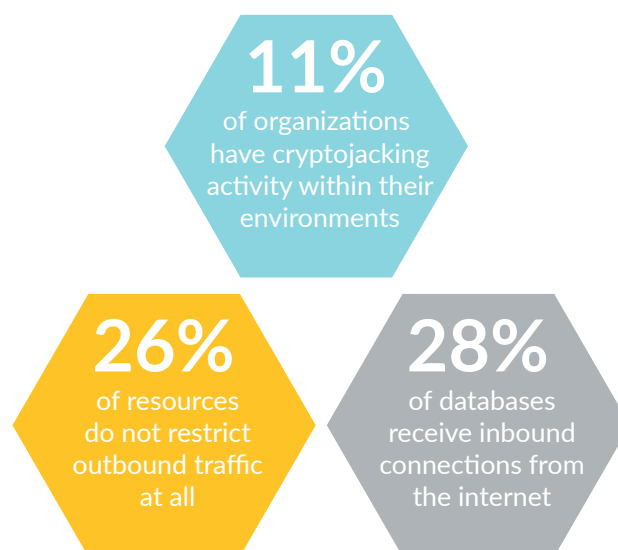 11%
of organizations
have cryptojacking
activity within their
environments
26%
of resources
do not restrict
outbound traffic
at all
28%
of databases
receive inbound
connections from
the internet